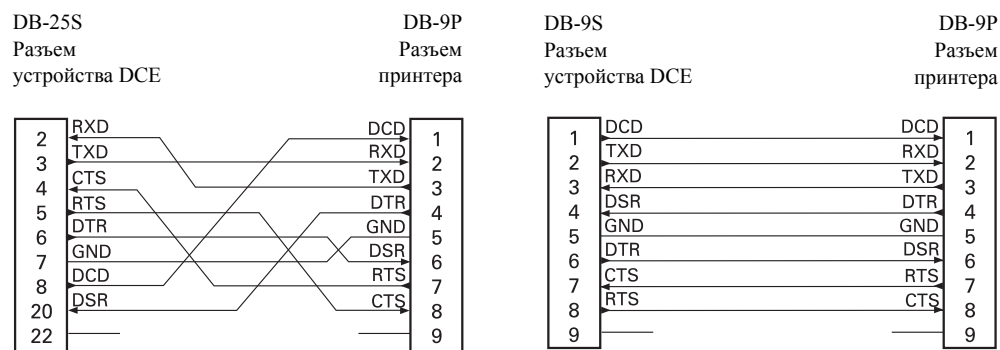 DB-25S DB-9P
Разъем Разъем
устройства DCE принтера
2 RXD DCD 1
3 TXD RXD 2
4 CTS TXD 3
5 RTS DTR 4
6 DTR GND 5
7 GND DSR 6
8 DCD RTS 7
20 DSR CTS 8
22 9
DB-9S DB-9P
Разъем Разъем
устройства DCE принтера
1 DCD DCD 1
2 TXD RXD 2
3 RXD TXD 3
4 DSR DTR 4
5 GND GND 5
6 DTR DSR 6
7 CTS RTS 7
8 RTS CTS 8
9 9